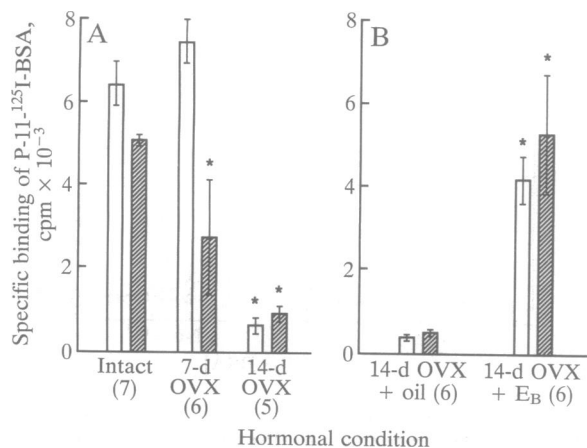 Specific binding of P-11-¹²⁵I-BSA,
cpm × 10⁻³
A
8
6
4
2
0
*
*
*
Intact
(7)
7-d
OVX
(6)
14-d
OVX
(5)
B
8
6
4
2
0
*
*
14-d OVX
+ oil (6)
14-d OVX
+ E_B (6)
Hormonal condition